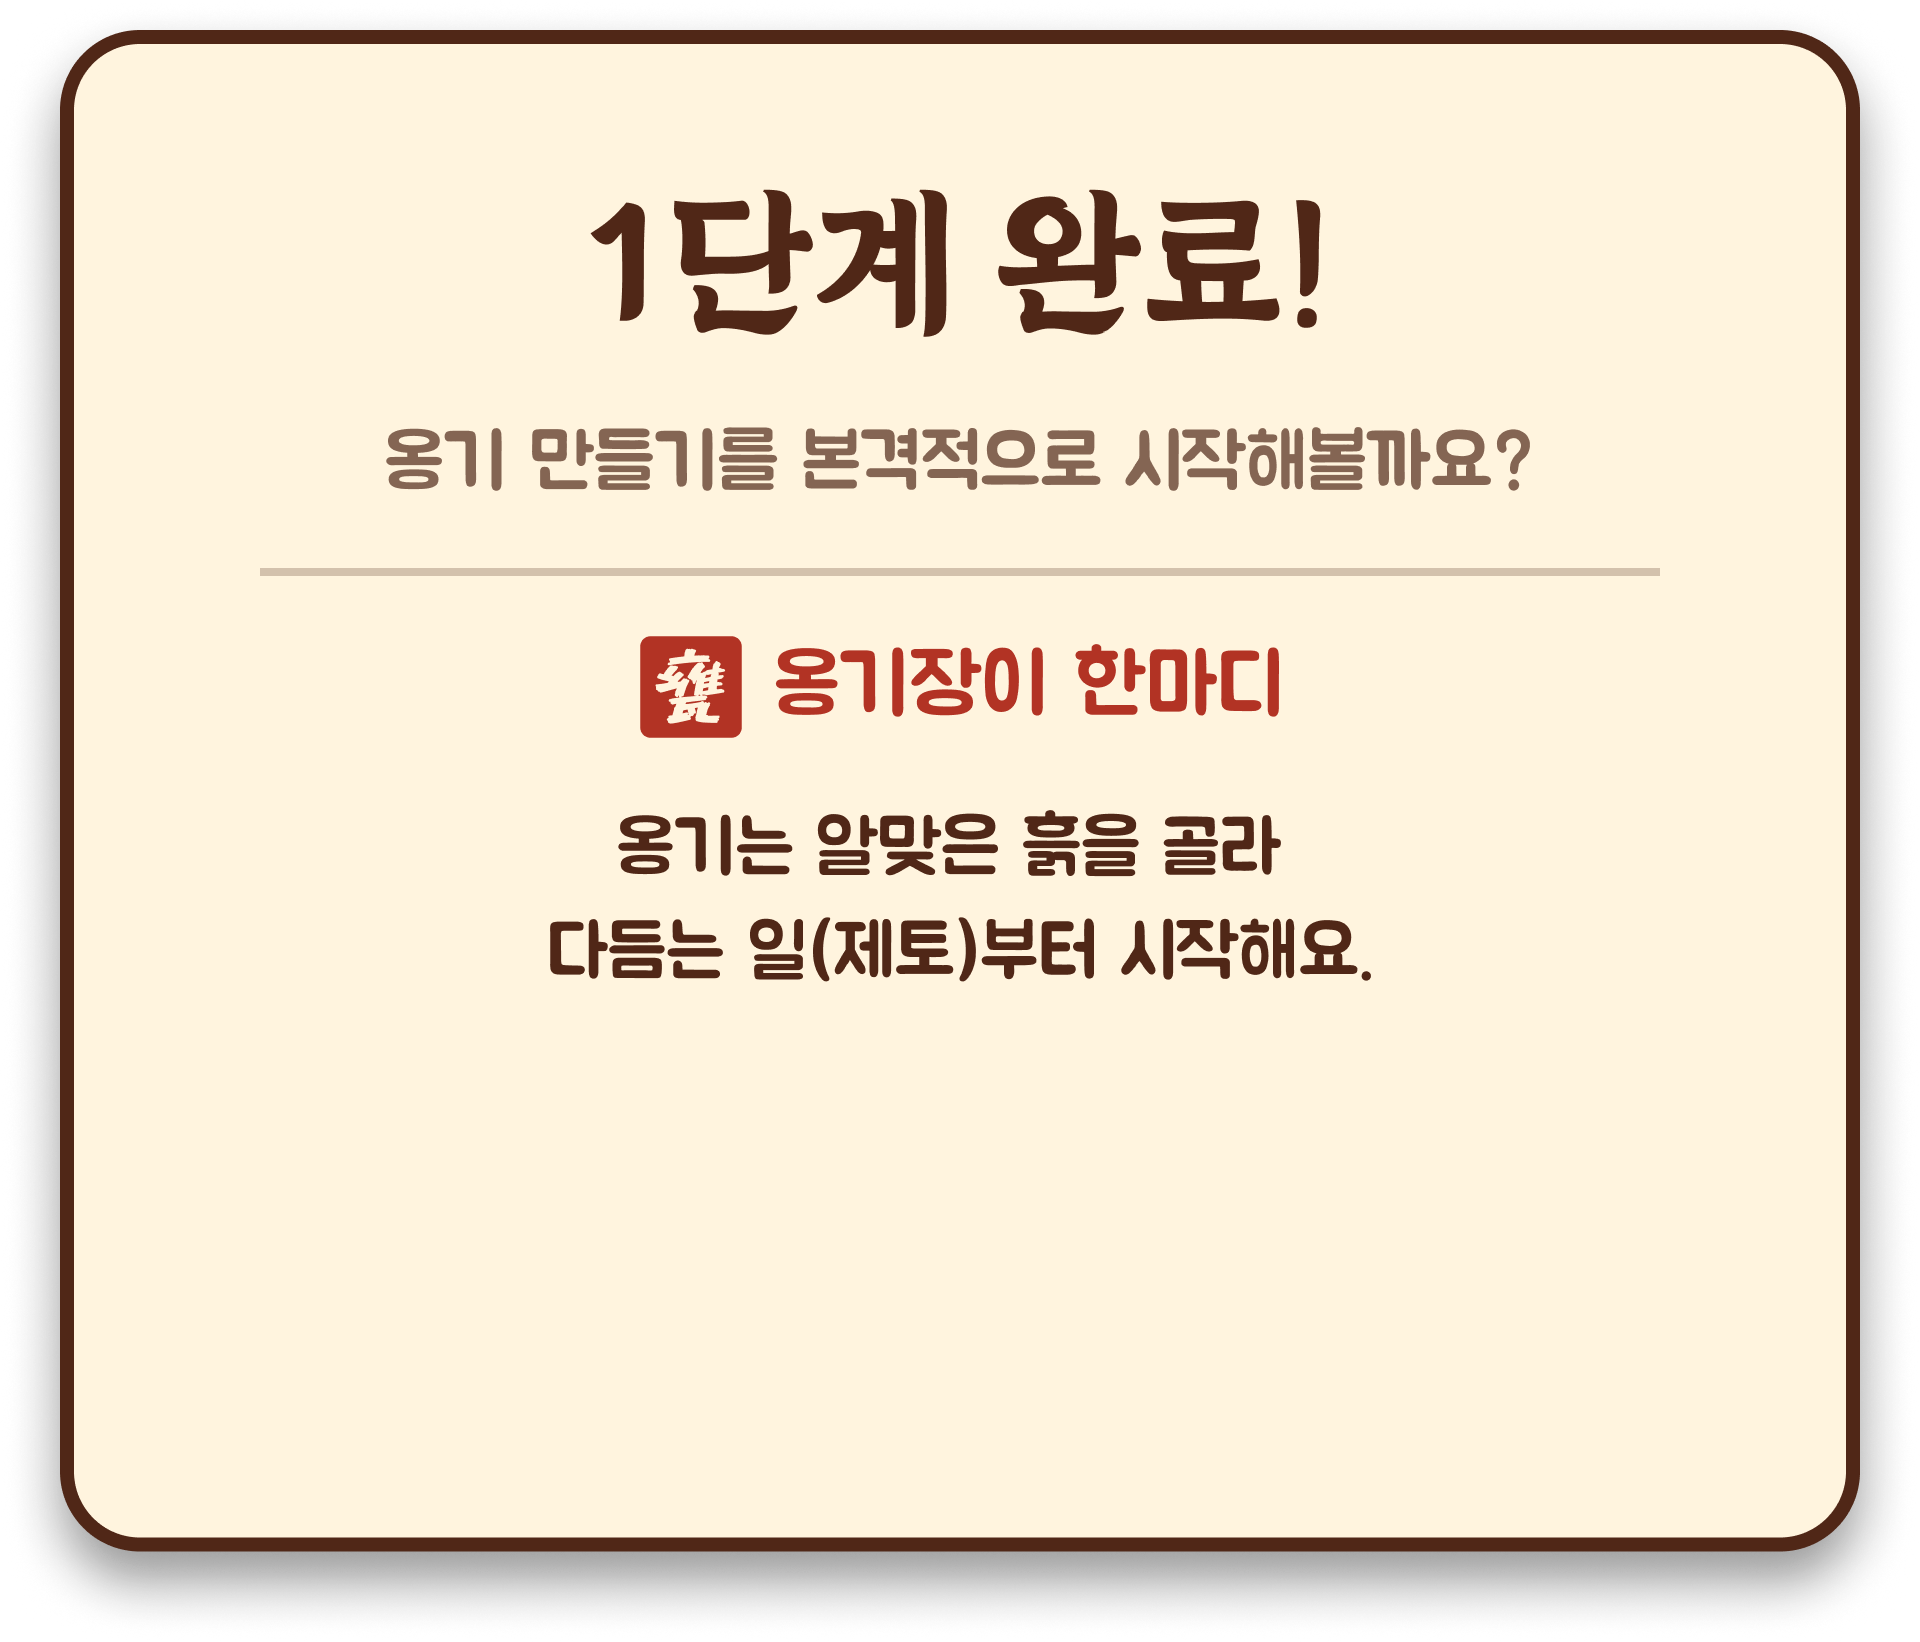 1단계 완료!
옹기 만들기를 본격적으로 시작해볼까요?
甕 옹기장이 한마디
옹기는 알맞은 흙을 골라
다듬는 일(제토)부터 시작해요.